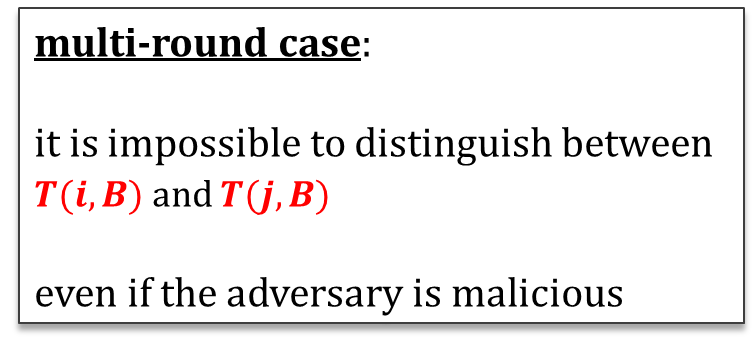 multi-round case:
it is impossible to distinguish between
T(i, B) and T(j, B)
even if the adversary is malicious